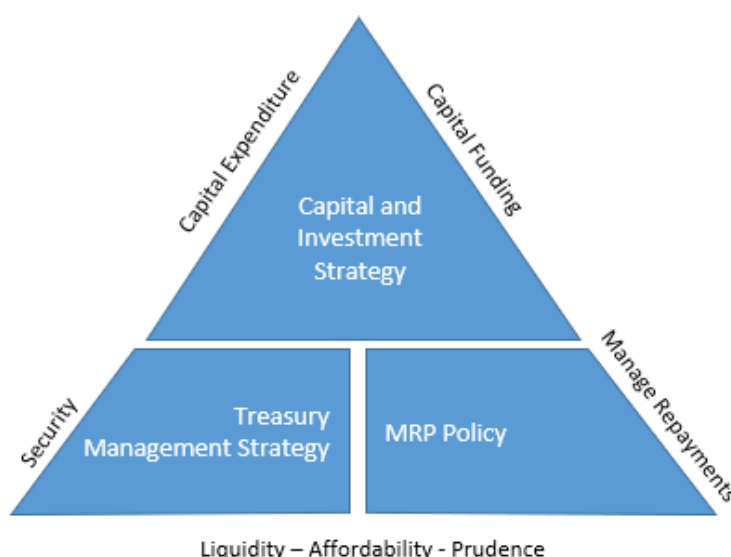 Capital Expenditure
Capital Funding
Capital and
Investment
Strategy
Security
Treasury
Management Strategy
MRP Policy
Manage Repayments
Liquidity – Affordability - Prudence